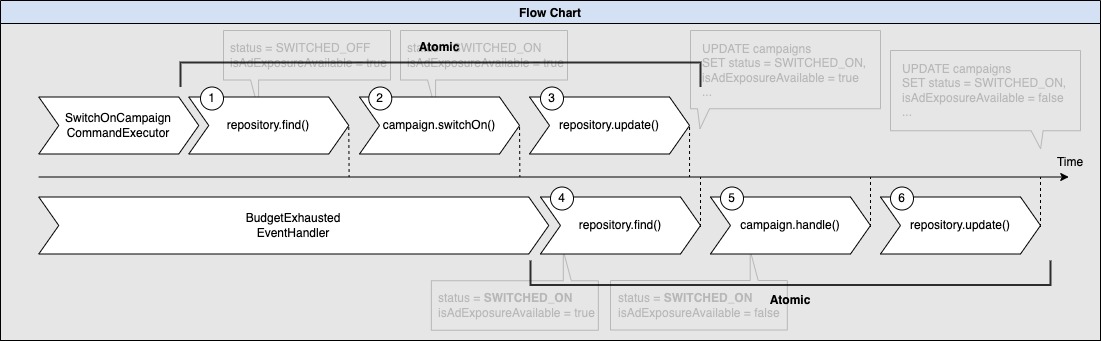 Flow Chart
status = SWITCHED_OFF
isAdExposureAvailable = true
status = SWITCHED_ON
isAdExposureAvailable = true
Atomic
UPDATE campaigns
SET status = SWITCHED_ON,
isAdExposureAvailable = true
...
UPDATE campaigns
SET status = SWITCHED_ON,
isAdExposureAvailable = false
...
SwitchOnCampaign
CommandExecutor
1
repository.find()
2
campaign.switchOn()
3
repository.update()
Time
BudgetExhausted
EventHandler
4
repository.find()
5
campaign.handle()
6
repository.update()
status = SWITCHED_ON
isAdExposureAvailable = true
status = SWITCHED_ON
isAdExposureAvailable = false
Atomic